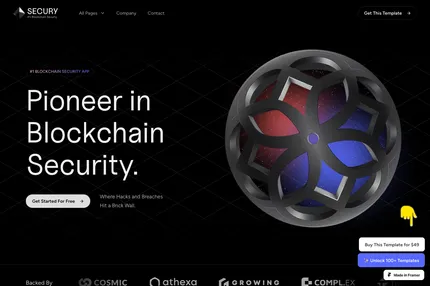 SECURY
#1 Blockchain Security
All Pages
Company
Contact
Get This Template
#1 BLOCKCHAIN SECURITY APP
Pioneer in
Blockchain
Security.
Get Started For Free
Where Hacks and Breaches
Hit a Brick Wall.
Buy This Template for $49
Unlock 100+ Templates
Made in Framer
Backed By
COSMIC
athexa
GROWING
COMPL.EX